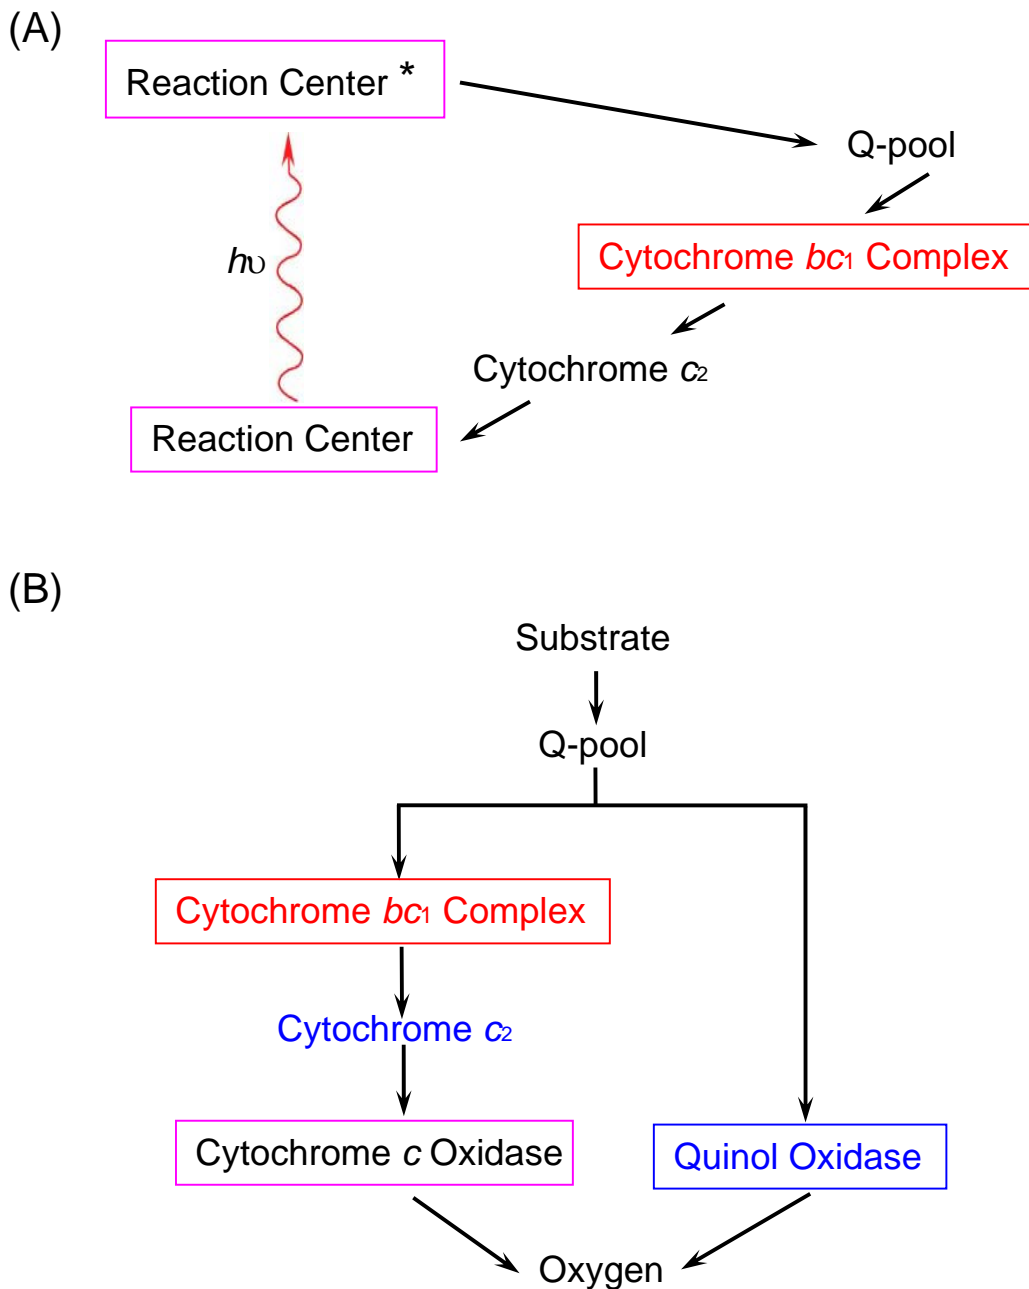 (A)
Reaction Center *
Q-pool
hυ
Cytochrome bc1 Complex
Cytochrome c2
Reaction Center
(B)
Substrate
Q-pool
Cytochrome bc1 Complex
Cytochrome c2
Cytochrome c Oxidase
Quinol Oxidase
Oxygen